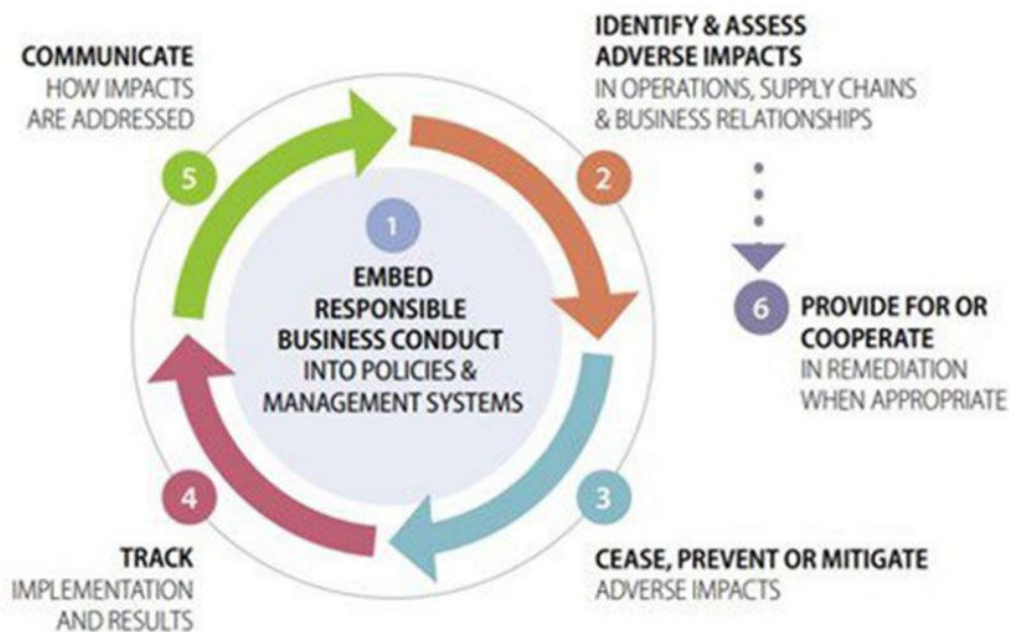 1
EMBED
RESPONSIBLE
BUSINESS CONDUCT
INTO POLICIES &
MANAGEMENT SYSTEMS
2
IDENTIFY & ASSESS
ADVERSE IMPACTS
IN OPERATIONS, SUPPLY CHAINS
& BUSINESS RELATIONSHIPS
3
CEASE, PREVENT OR MITIGATE
ADVERSE IMPACTS
4
TRACK
IMPLEMENTATION
AND RESULTS
5
COMMUNICATE
HOW IMPACTS
ARE ADDRESSED
6
PROVIDE FOR OR
COOPERATE
IN REMEDIATION
WHEN APPROPRIATE